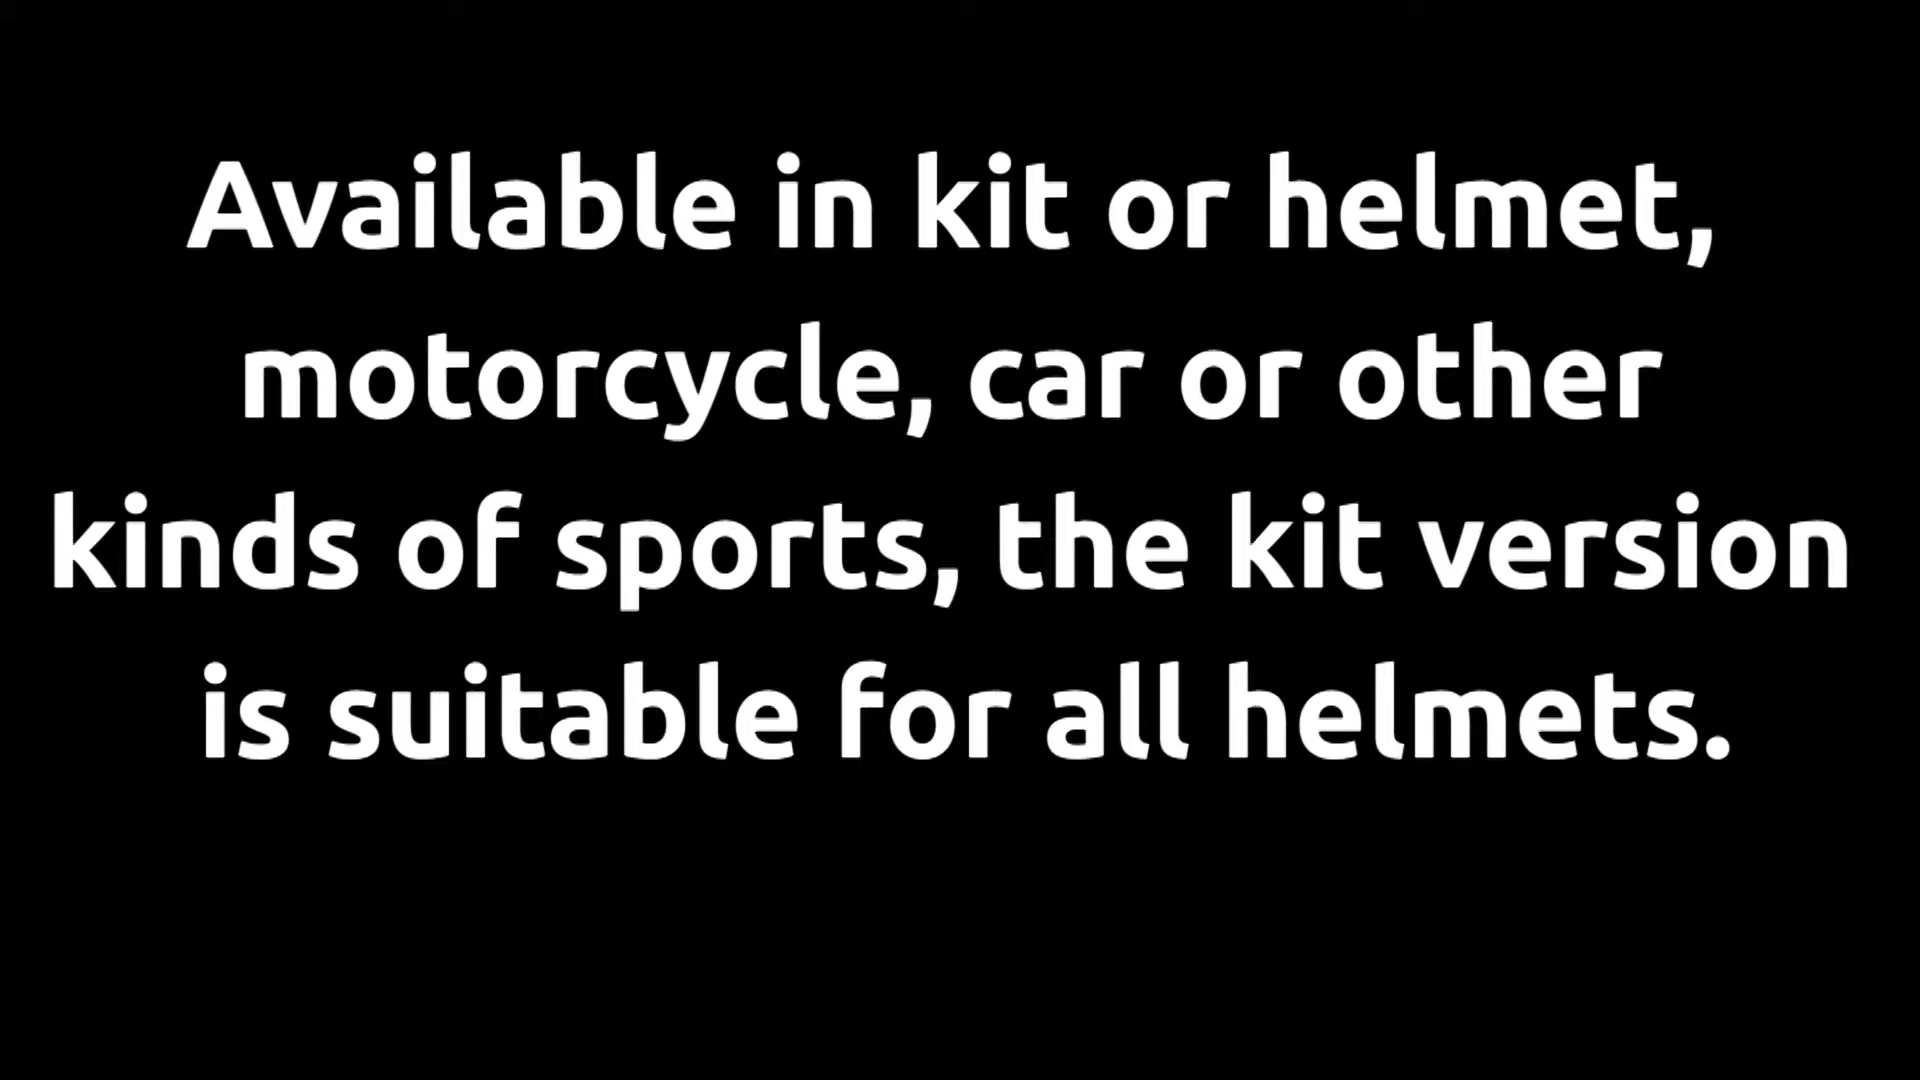 Available in kit or helmet,
motorcycle, car or other
kinds of sports, the kit version
is suitable for all helmets.